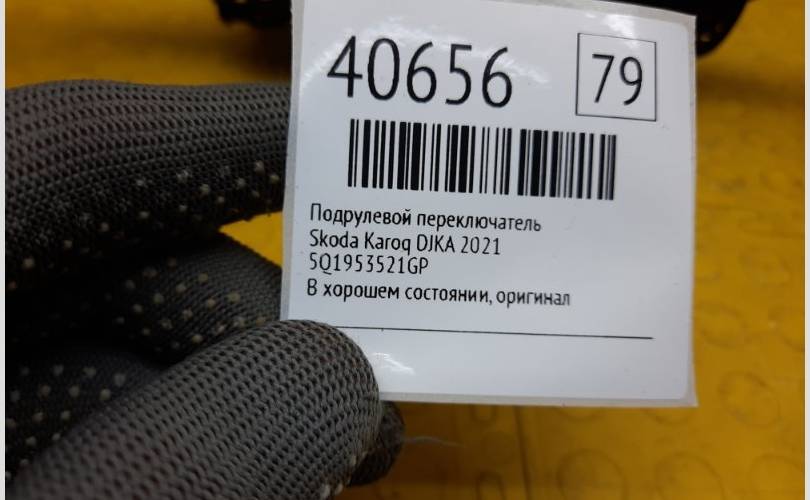 40656 79
Подрулевой переключатель
Skoda Karoq DJKA 2021
5Q1953521GP
В хорошем состоянии, оригинал